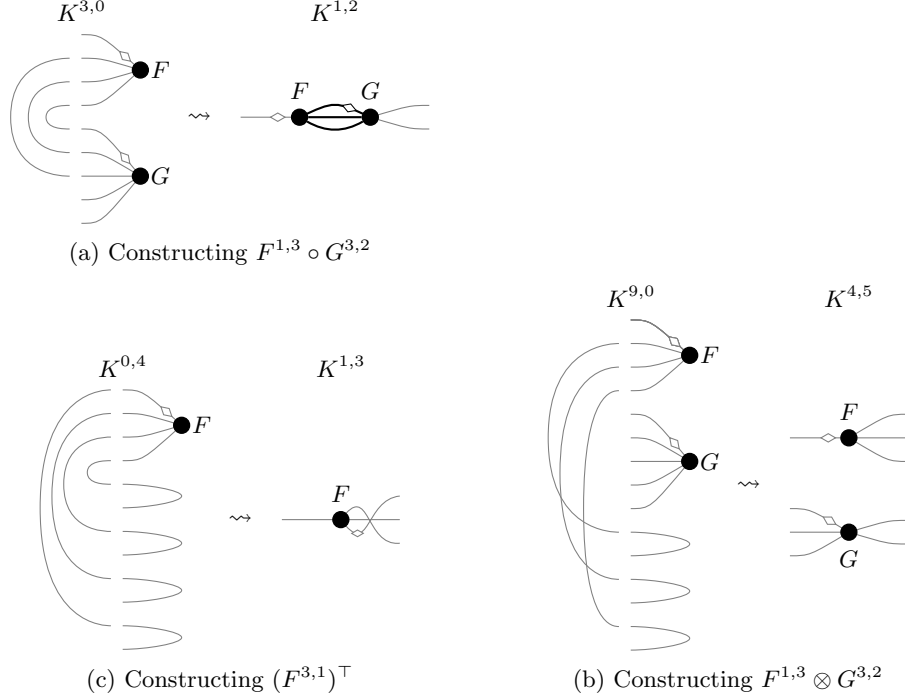 K^{3,0} K^{1,2}
F
F G
G
(a) Constructing F^{1,3} ∘ G^{3,2}
K^{9,0} K^{4,5}
F
K^{0,4} K^{1,3}
F
F
G
F
G
(c) Constructing (F^{3,1})^⊤
(b) Constructing F^{1,3} ⊗ G^{3,2}